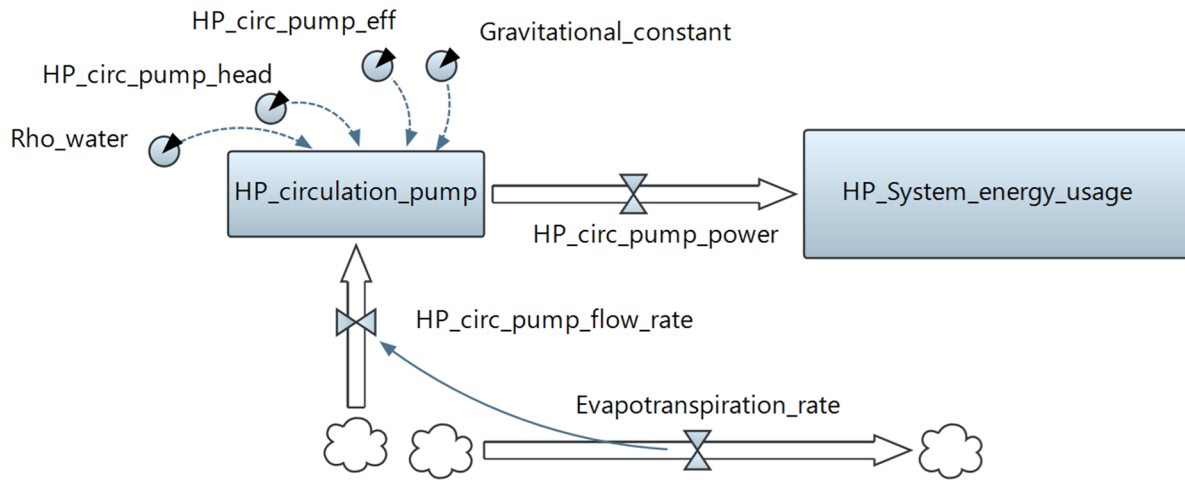 HP_circ_pump_eff
Gravitational_constant
HP_circ_pump_head
Rho_water
HP_circulation_pump
HP_System_energy_usage
HP_circ_pump_power
HP_circ_pump_flow_rate
Evapotranspiration_rate